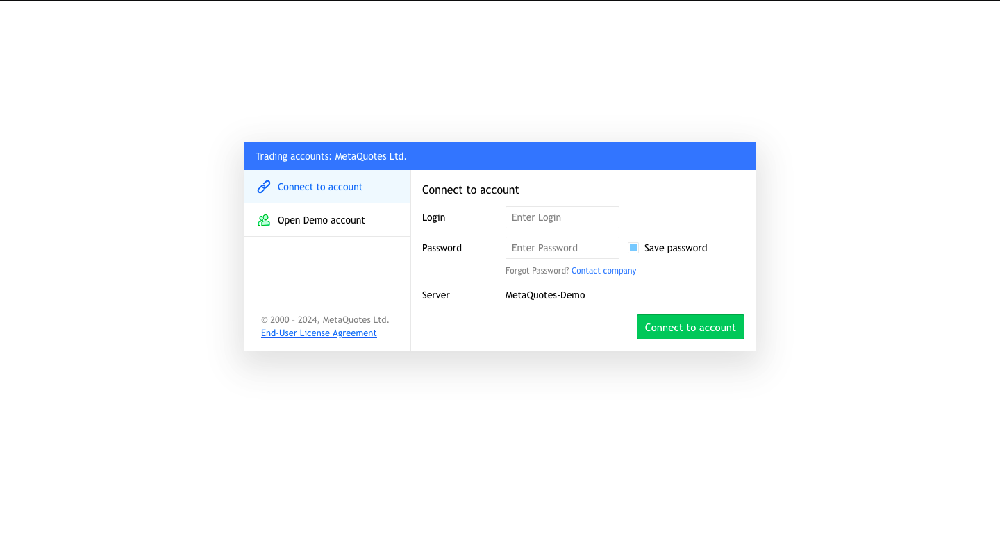 Trading accounts: MetaQuotes Ltd.
Connect to account
Open Demo account
© 2000 - 2024, MetaQuotes Ltd.
End-User License Agreement
Connect to account
Login Enter Login
Password Enter Password Save password
Forgot Password? Contact company
Server MetaQuotes-Demo
Connect to account